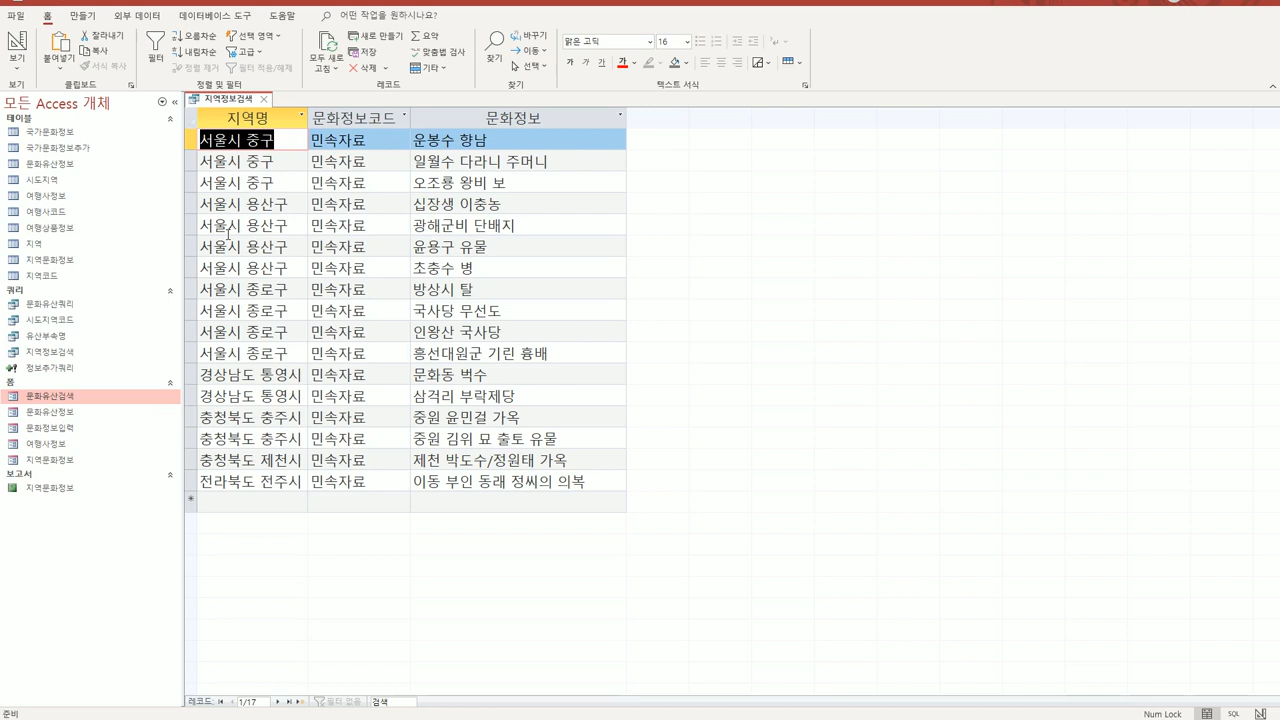 파일 홈 만들기 외부 데이터 데이터베이스 도구 도움말 어떤 작업을 원하시나요?
보기
붙여넣기
잘라내기
복사
서식 복사
필터
오름차순
내림차순
정렬 제거
선택 영역
고급
필터 적용/해제
모두 새로 고침
새로 만들기
저장
삭제
요약
맞춤법 검사
기타
찾기
바꾸기
이동
선택
맑은 고딕 16
가 가 가 가
보기 클립보드 정렬 및 필터 레코드 찾기 텍스트 서식
모든 Access 개체
테이블
국가문화정보
국가문화정보추가
문화유산정보
시도지역
여행사정보
여행사코드
여행상품정보
지역
지역문화정보
지역코드
쿼리
문화유산쿼리
시도지역코드
유산부속명
지역정보검색
정보추가쿼리
폼
문화유산검색
문화유산정보
문화정보입력
여행사정보
지역문화정보
보고서
지역문화정보
지역정보검색
지역명 문화정보코드 문화정보
서울시 중구 민속자료 운봉수 향남
서울시 중구 민속자료 일월수 다라니 주머니
서울시 중구 민속자료 오조룡 왕비 보
서울시 용산구 민속자료 십장생 이충농
서울시 용산구 민속자료 광해군비 단배지
서울시 용산구 민속자료 윤용구 유물
서울시 용산구 민속자료 초충수 병
서울시 종로구 민속자료 방상시 탈
서울시 종로구 민속자료 국사당 무선도
서울시 종로구 민속자료 인왕산 국사당
서울시 종로구 민속자료 흥선대원군 기린 흉배
경상남도 통영시 민속자료 문화동 벅수
경상남도 통영시 민속자료 삼걱리 부락제당
충청북도 충주시 민속자료 중원 윤민걸 가옥
충청북도 충주시 민속자료 중원 김위 묘 출토 유물
충청북도 제천시 민속자료 제천 박도수/정원태 가옥
전라북도 전주시 민속자료 이동 부인 동래 정씨의 의복
레코드: 1/17 필터 없음 검색
준비 Num Lock SQL